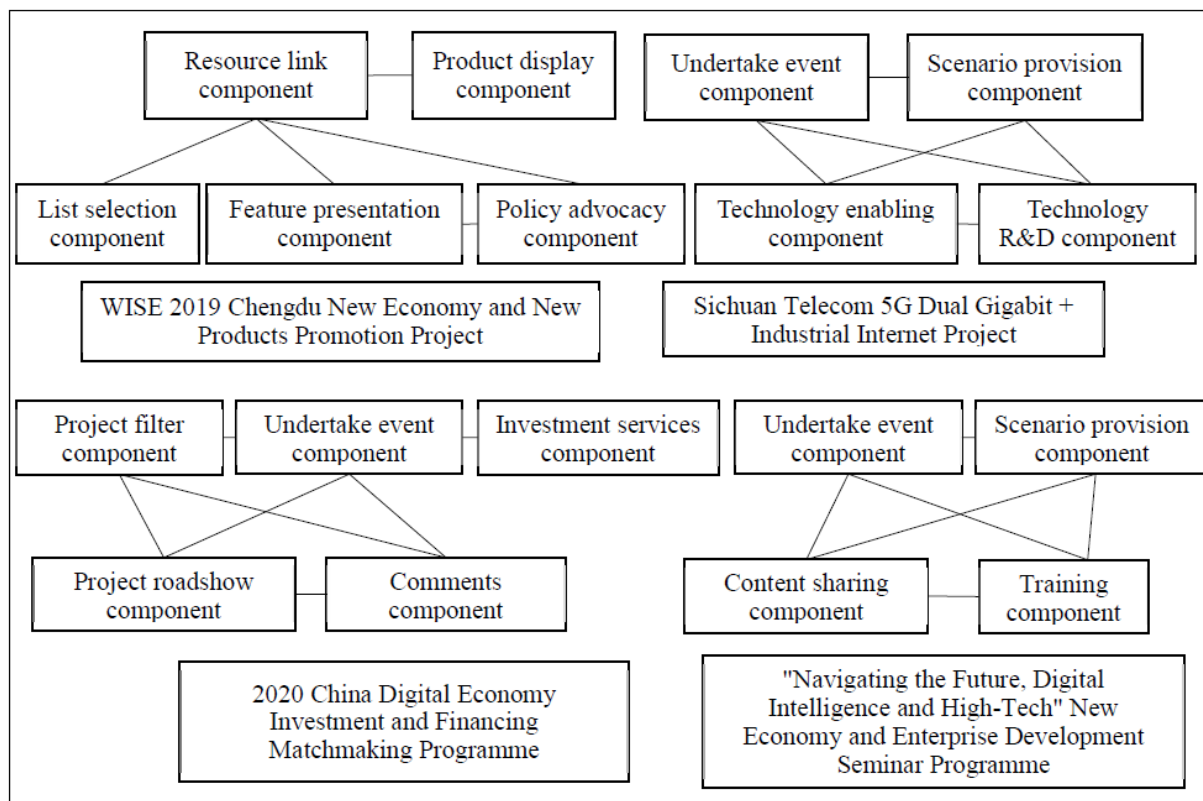 Resource link
component
Product display
component
Undertake event
component
Scenario provision
component
List selection
component
Feature presentation
component
Policy advocacy
component
Technology enabling
component
Technology
R&D component
WISE 2019 Chengdu New Economy and New
Products Promotion Project
Sichuan Telecom 5G Dual Gigabit +
Industrial Internet Project
Project filter
component
Undertake event
component
Investment services
component
Undertake event
component
Scenario provision
component
Project roadshow
component
Comments
component
Content sharing
component
Training
component
2020 China Digital Economy
Investment and Financing
Matchmaking Programme
"Navigating the Future, Digital
Intelligence and High-Tech" New
Economy and Enterprise Development
Seminar Programme